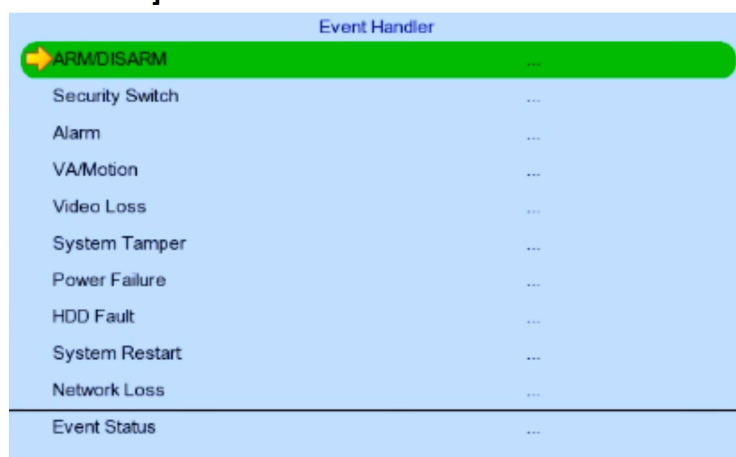 ]
Event Handler
ARM/DISARM ...
Security Switch ...
Alarm ...
VA/Motion ...
Video Loss ...
System Tamper ...
Power Failure ...
HDD Fault ...
System Restart ...
Network Loss ...
Event Status ...